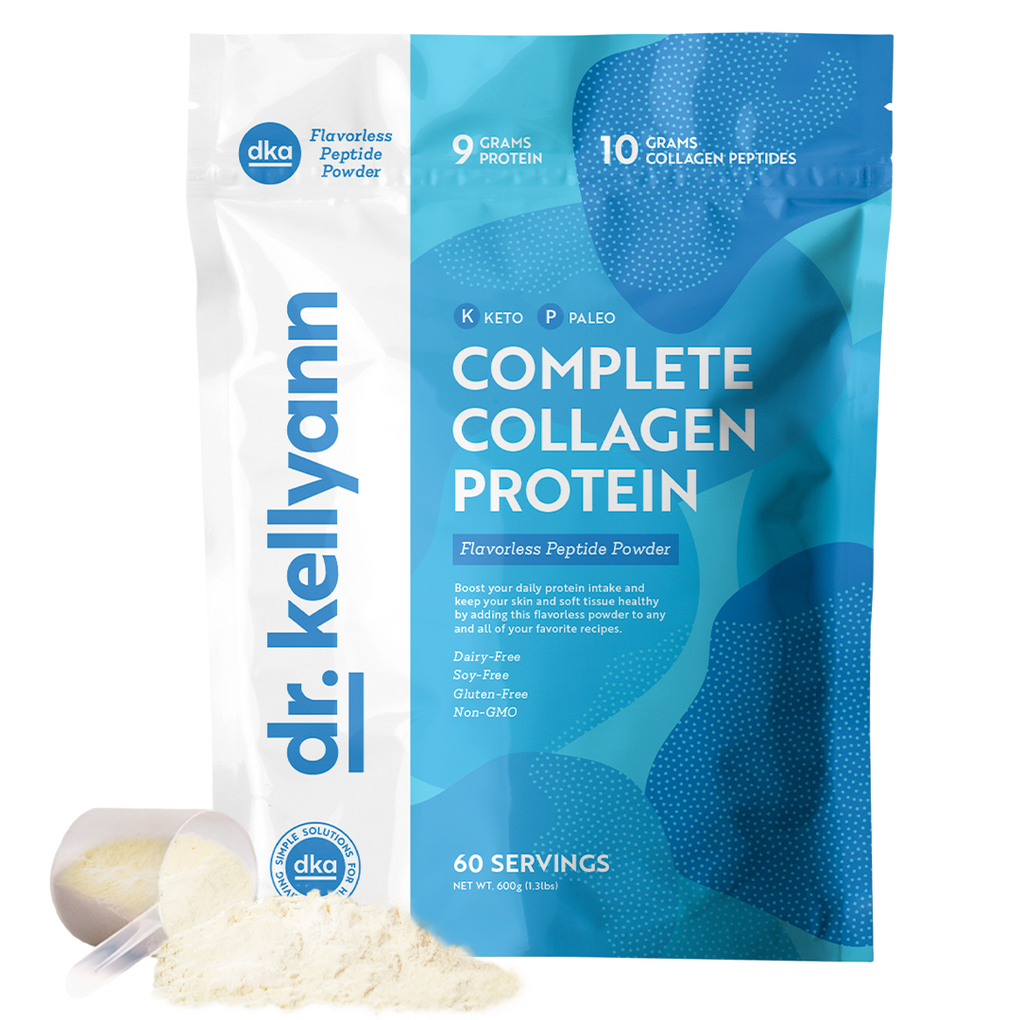 dka
Flavorless
Peptide
Powder
9 GRAMS
PROTEIN
10 GRAMS
COLLAGEN PEPTIDES
dr. kellyann
K KETO P PALEO
COMPLETE
COLLAGEN
PROTEIN
Flavorless Peptide Powder
Boost your daily protein intake and
keep your skin and soft tissue healthy
by adding this flavorless powder to any
and all of your favorite recipes.
Dairy-Free
Soy-Free
Gluten-Free
Non-GMO
SIMPLE SOLUTIONS FOR
dka
60 SERVINGS
NET WT. 600g (1.3lbs)